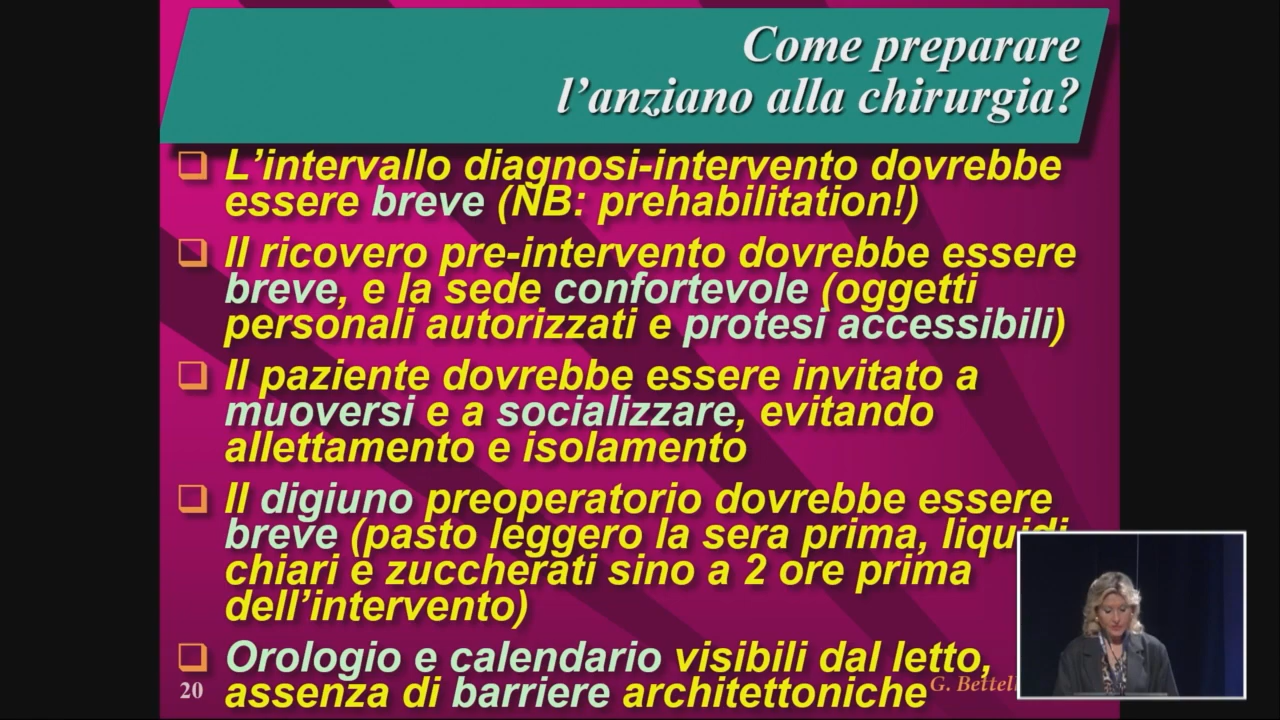 Come preparare
l’anziano alla chirurgia?
L’intervallo diagnosi-intervento dovrebbe
essere breve (NB: prehabilitation!)
Il ricovero pre-intervento dovrebbe essere
breve, e la sede confortevole (oggetti
personali autorizzati e protesi accessibili)
Il paziente dovrebbe essere invitato a
muoversi e a socializzare, evitando
allettamento e isolamento
Il digiuno preoperatorio dovrebbe essere
breve (pasto leggero la sera prima, liquidi
chiari e zuccherati sino a 2 ore prima
dell’intervento)
Orologio e calendario visibili dal letto,
assenza di barriere architettoniche
20
G.